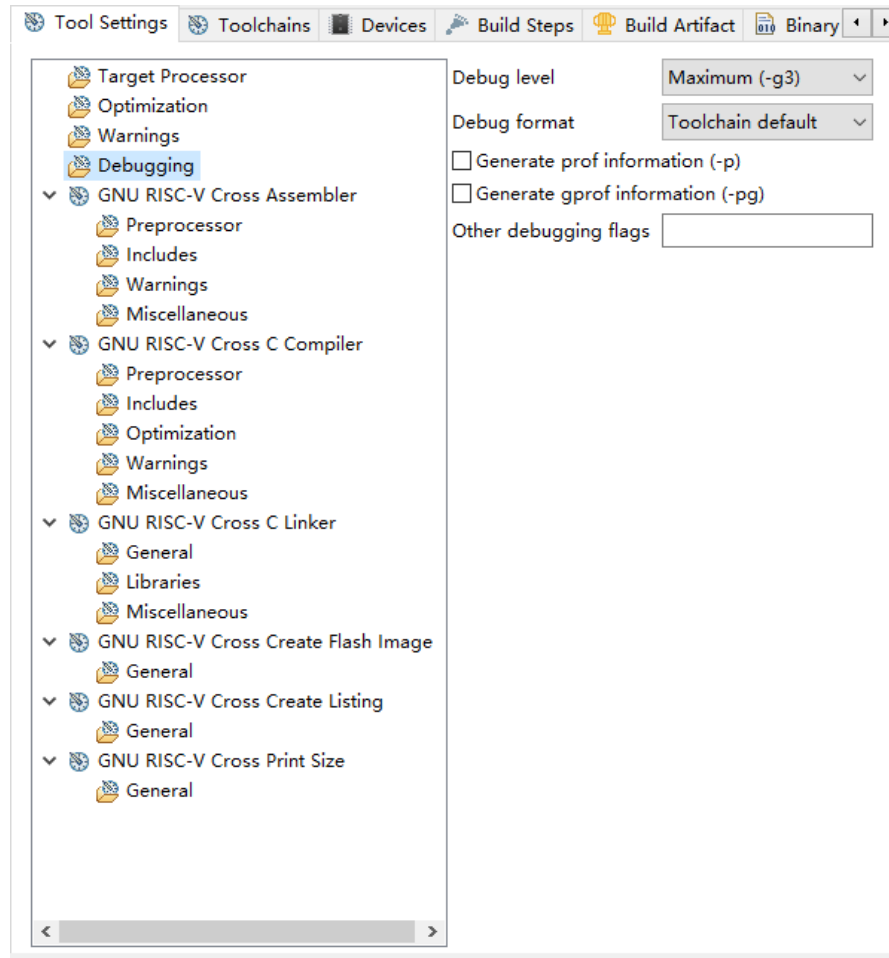 Tool Settings Toolchains Devices Build Steps Build Artifact Binary
Target Processor
Optimization
Warnings
Debugging
GNU RISC-V Cross Assembler
Preprocessor
Includes
Warnings
Miscellaneous
GNU RISC-V Cross C Compiler
Preprocessor
Includes
Optimization
Warnings
Miscellaneous
GNU RISC-V Cross C Linker
General
Libraries
Miscellaneous
GNU RISC-V Cross Create Flash Image
General
GNU RISC-V Cross Create Listing
General
GNU RISC-V Cross Print Size
General
Debug level Maximum (-g3)
Debug format Toolchain default
Generate prof information (-p)
Generate gprof information (-pg)
Other debugging flags